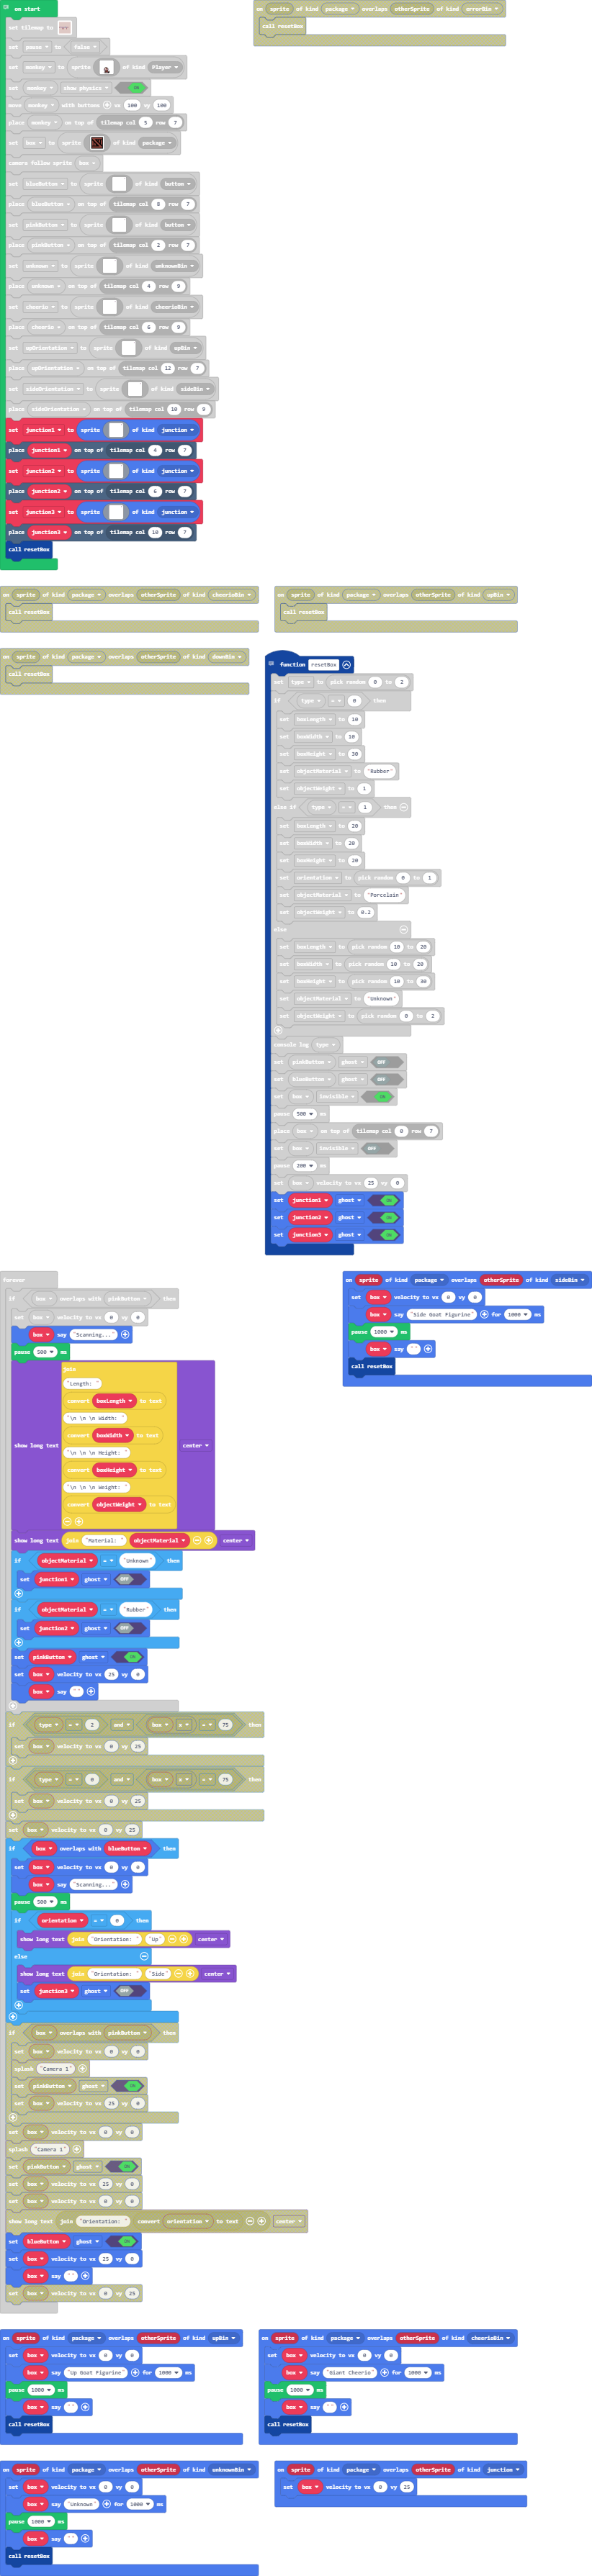 on start
on sprite of kind package overlaps otherSprite of kind errorBin
set tilemap to
call resetBox
set pause to false
set monkey to sprite of kind Player
set monkey show physics ON
move monkey with buttons vx 100 vy 100
place monkey on top of tilemap col 5 row 7
set box to sprite of kind package
camera follow sprite box
set blueButton to sprite of kind button
place blueButton on top of tilemap col 8 row 7
set pinkButton to sprite of kind button
place pinkButton on top of tilemap col 2 row 7
set unknown to sprite of kind unknownBin
place unknown on top of tilemap col 4 row 9
set cheerio to sprite of kind cheerioBin
place cheerio on top of tilemap col 6 row 9
set upOrientation to sprite of kind upBin
place upOrientation on top of tilemap col 12 row 7
set sideOrientation to sprite of kind sideBin
place sideOrientation on top of tilemap col 10 row 9
set junction1 to sprite of kind junction
place junction1 on top of tilemap col 4 row 7
set junction2 to sprite of kind junction
place junction2 on top of tilemap col 6 row 7
set junction3 to sprite of kind junction
place junction3 on top of tilemap col 10 row 7
call resetBox
on sprite of kind package overlaps otherSprite of kind cheerioBin
call resetBox
on sprite of kind package overlaps otherSprite of kind upBin
call resetBox
on sprite of kind package overlaps otherSprite of kind downBin
call resetBox
function resetBox
set type to pick random 0 to 2
if type = 0 then
set boxLength to 10
set boxWidth to 10
set boxHeight to 30
set objectMaterial to "Rubber"
set objectWeight to 1
else if type = 1 then
set boxLength to 20
set boxWidth to 20
set boxHeight to 20
set orientation to pick random 0 to 1
set objectMaterial to "Porcelain"
set objectWeight to 0.2
else
set boxLength to pick random 10 to 20
set boxWidth to pick random 10 to 20
set boxHeight to pick random 10 to 30
set objectMaterial to "Unknown"
set objectWeight to pick random 0 to 2
console log type
set pinkButton ghost OFF
set blueButton ghost OFF
set box invisible ON
pause 500 ms
place box on top of tilemap col 0 row 7
set box invisible OFF
pause 200 ms
set box velocity to vx 25 vy 0
set junction1 ghost ON
set junction2 ghost ON
set junction3 ghost ON
forever
if box overlaps with pinkButton then
set box velocity to vx 0 vy 0
box say "Scanning..."
pause 500 ms
show long text join center
"Length: "
convert boxLength to text
"\n \n \n Width: "
convert boxWidth to text
"\n \n \n Height: "
convert boxHeight to text
"\n \n \n Weight: "
convert objectWeight to text
show long text join "Material: " objectMaterial center
if objectMaterial = "Unknown" then
set junction1 ghost OFF
if objectMaterial = "Rubber" then
set junction2 ghost OFF
set pinkButton ghost ON
set box velocity to vx 25 vy 0
box say " "
if type = 2 and box x = 75 then
set box velocity to vx 0 vy 25
if type = 0 and box x = 75 then
set box velocity to vx 0 vy 25
set box velocity to vx 0 vy 25
if box overlaps with blueButton then
set box velocity to vx 0 vy 0
box say "Scanning..."
pause 500 ms
if orientation = 0 then
show long text join "Orientation: " "Up" center
else
show long text join "Orientation: " "Side" center
set junction3 ghost OFF
if box overlaps with pinkButton then
set box velocity to vx 0 vy 0
splash "Camera 1"
set pinkButton ghost ON
set box velocity to vx 25 vy 0
set box velocity to vx 0 vy 0
splash "Camera 1"
set pinkButton ghost ON
set box velocity to vx 25 vy 0
set box velocity to vx 0 vy 0
show long text join "Orientation: " convert orientation to text center
set blueButton ghost ON
set box velocity to vx 25 vy 0
box say " "
set box velocity to vx 0 vy 25
on sprite of kind package overlaps otherSprite of kind sideBin
set box velocity to vx 0 vy 0
box say "Side Goat Figurine" for 1000 ms
pause 1000 ms
box say " "
call resetBox
on sprite of kind package overlaps otherSprite of kind upBin
set box velocity to vx 0 vy 0
box say "Up Goat Figurine" for 1000 ms
pause 1000 ms
box say " "
call resetBox
on sprite of kind package overlaps otherSprite of kind cheerioBin
set box velocity to vx 0 vy 0
box say "Giant Cheerio" for 1000 ms
pause 1000 ms
box say " "
call resetBox
on sprite of kind package overlaps otherSprite of kind unknownBin
set box velocity to vx 0 vy 0
box say "Unknown" for 1000 ms
pause 1000 ms
box say " "
call resetBox
on sprite of kind package overlaps otherSprite of kind junction
set box velocity to vx 0 vy 25